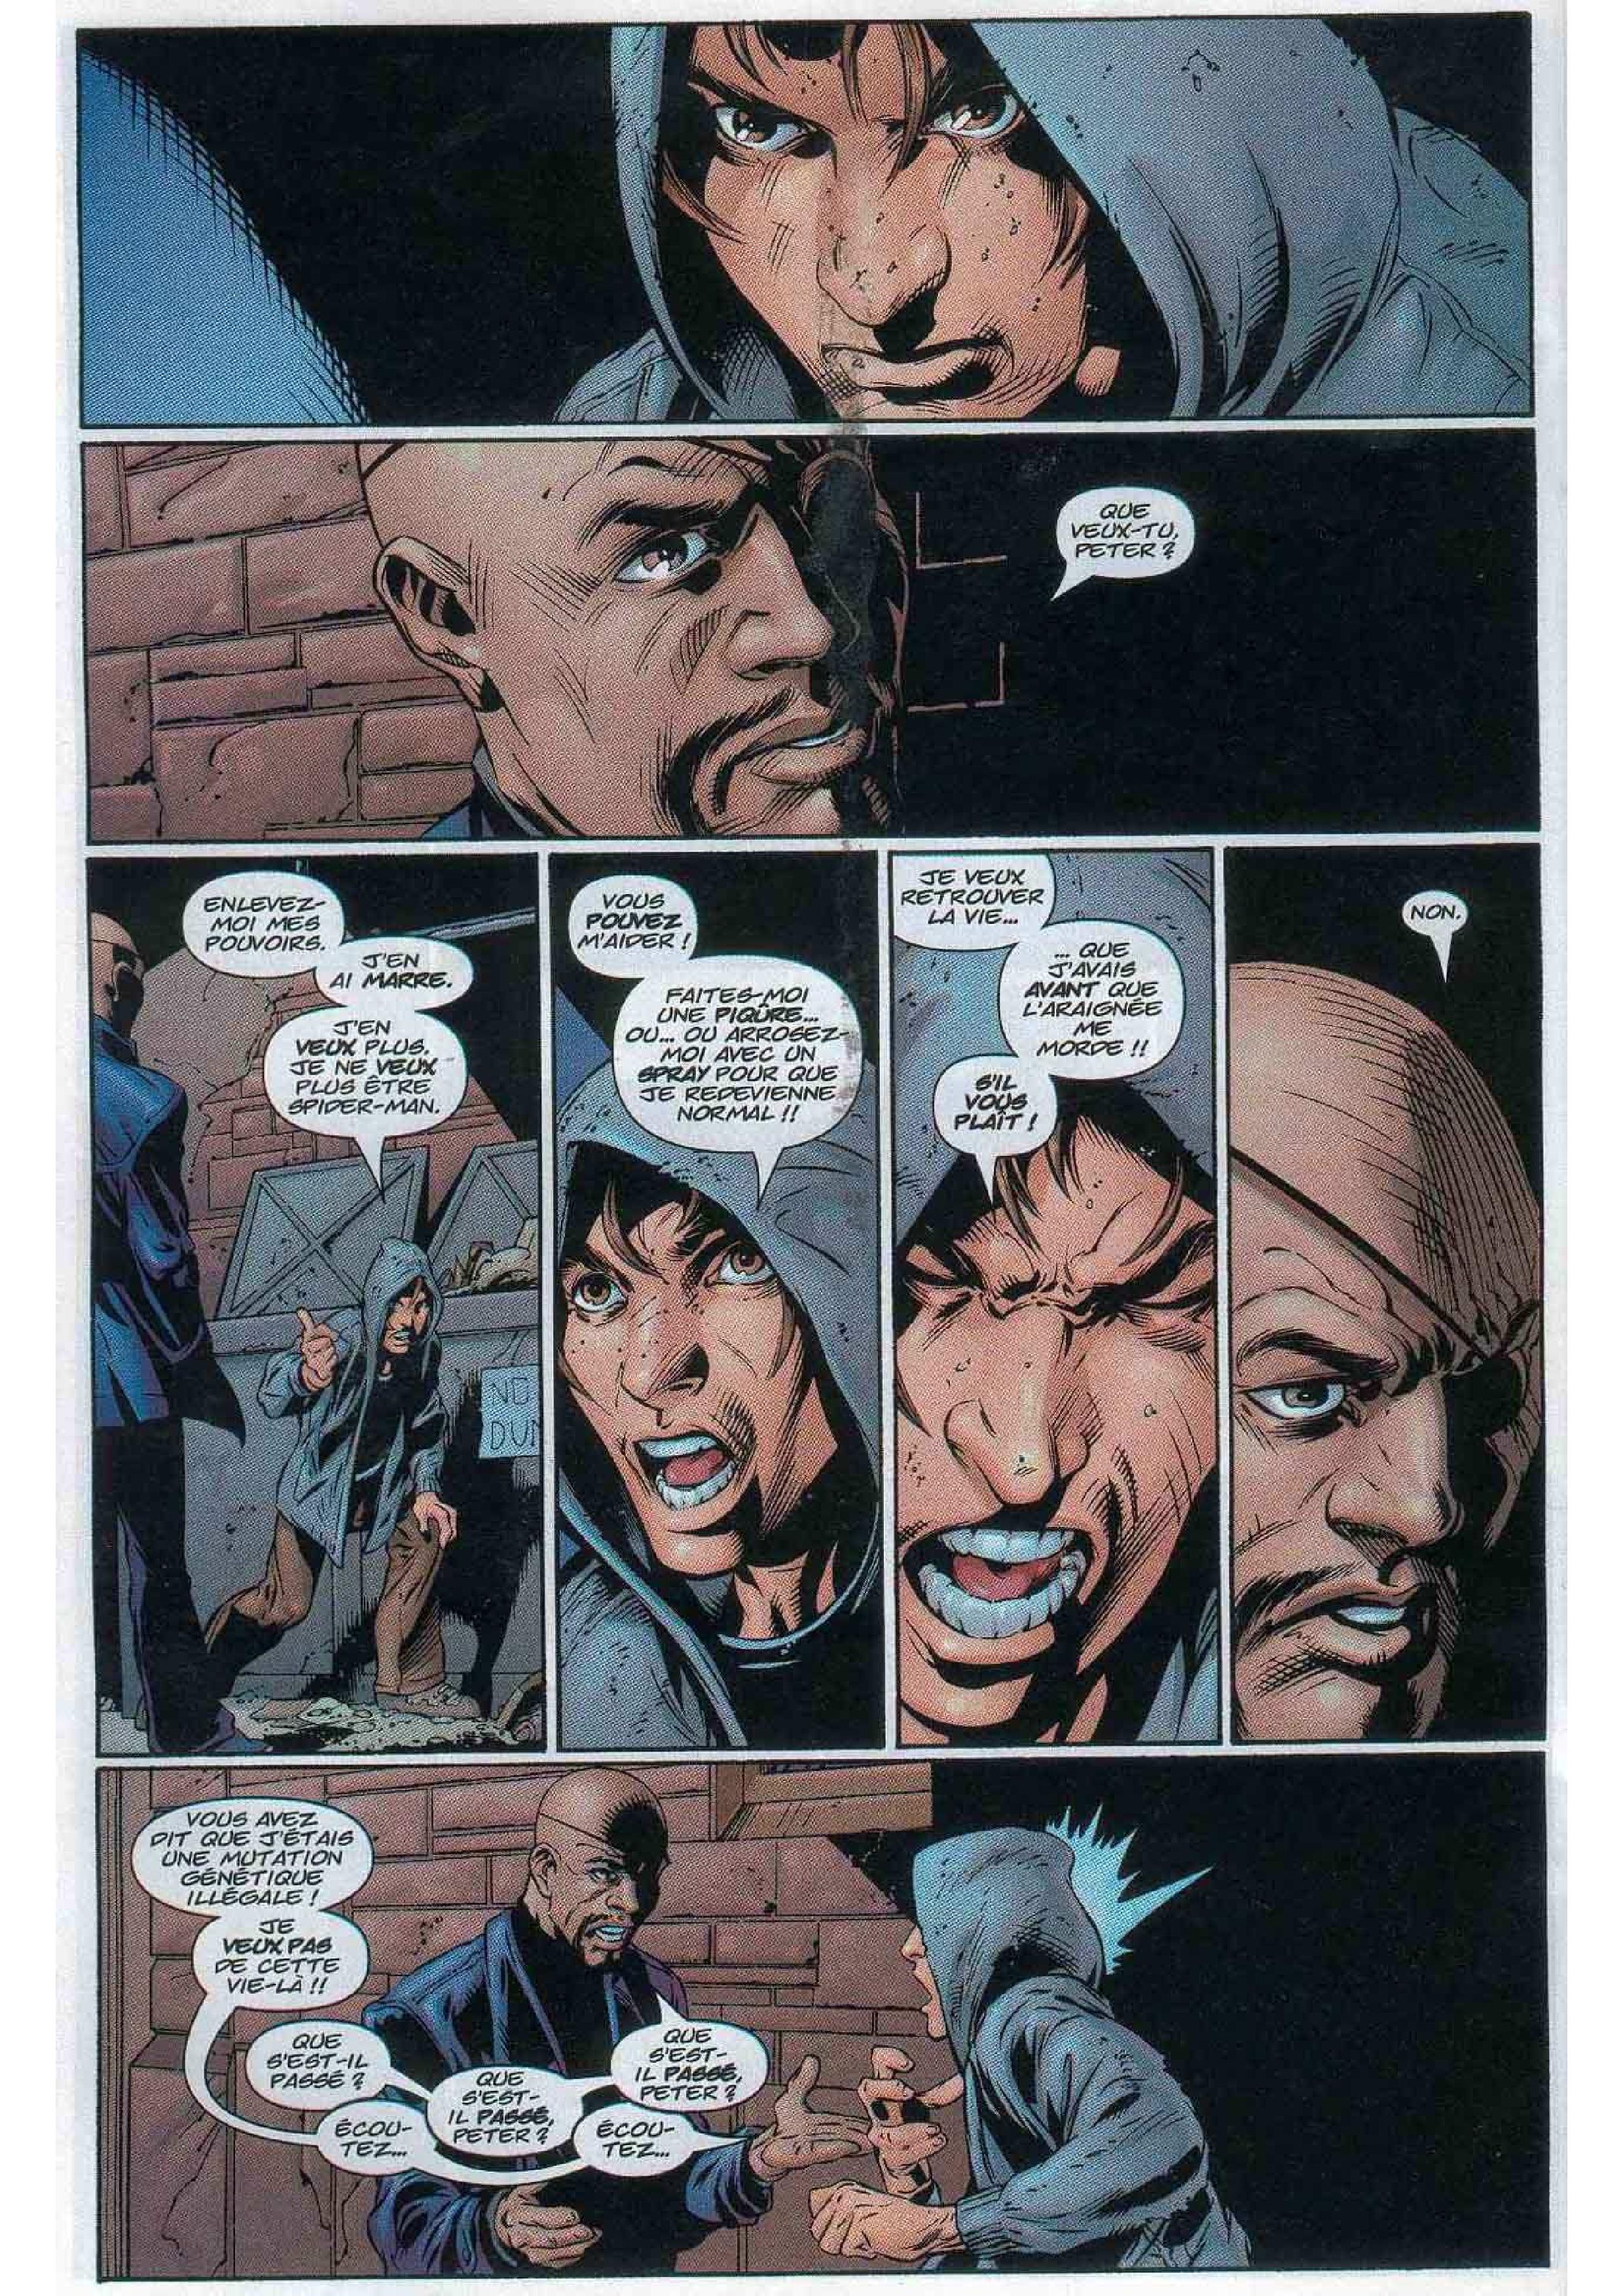 QUE
VEUX-TU,
PETER ?
ENLEVEZ-
MOI MES
POUVOIRS.
J'EN
AI MARRE.
J'EN
VEUX PLUS.
JE NE VEUX
PLUS ÊTRE
SPIDER-MAN.
NO
VOUS
POUVEZ
M'AIDER !
FAITES-MOI
UNE PIQÛRE...
OU... OU ARROSEZ-
MOI AVEC UN
SPRAY POUR QUE
JE REDEVIENNE
NORMAL !!
JE VEUX
RETROUVER
LA VIE...
... QUE
J'AVAIS
AVANT QUE
L'ARAIGNÉE
ME
MORDE !!
S'IL
VOUS
PLAÎT !
NON.
VOUS AVEZ
DIT QUE J'ÉTAIS
UNE MUTATION
GÉNÉTIQUE
ILLÉGALE !
JE
VEUX PAS
DE CETTE
VIE-LÀ !!
QUE
S'EST-IL
PASSÉ ?
ÉCOU-
TEZ...
QUE
S'EST-
IL PASSÉ,
PETER ?
ÉCOU-
TEZ...
QUE
S'EST-
IL PASSÉ,
PETER ?